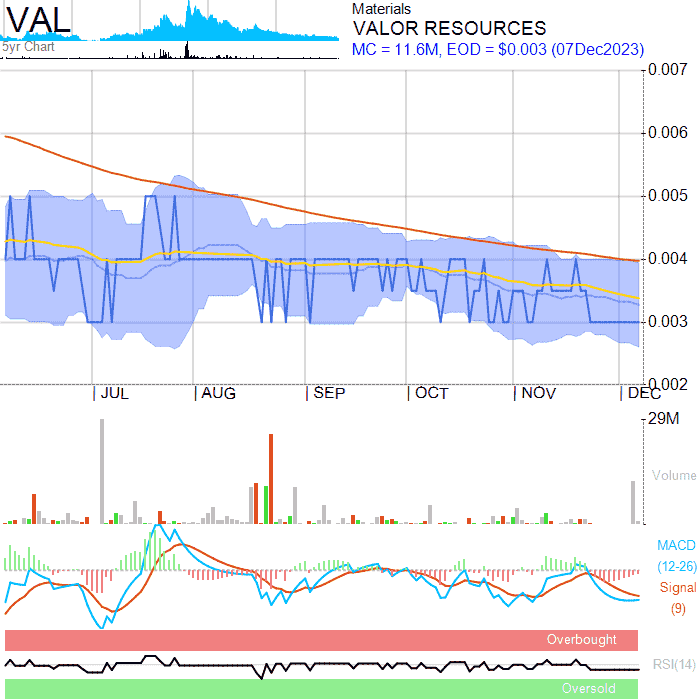 VAL
5yr Chart
Materials
VALOR RESOURCES
MC = 11.6M, EOD = $0.003 (07Dec2023)
0.007
0.006
0.005
0.004
0.003
0.002
JUL AUG SEP OCT NOV DEC
29M
Volume
MACD
(12-26)
Signal
(9)
Overbought
RSI(14)
Oversold